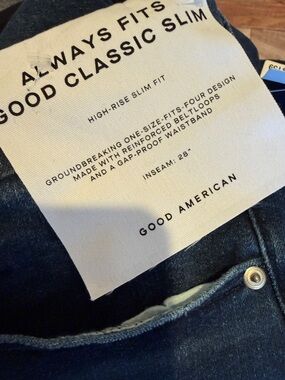 ALWAYS FITS
GOOD CLASSIC SLIM
HIGH-RISE SLIM FIT
GROUNDBREAKING ONE-SIZE-FITS-FOUR DESIGN
MADE WITH REINFORCED BELTLOOPS
AND A GAP-PROOF WAISTBAND
INSEAM: 28"
GOOD AMERICAN